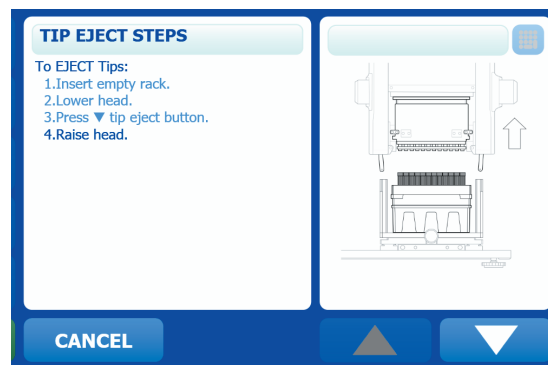 TIP EJECT STEPS
To EJECT Tips:
1.Insert empty rack.
2.Lower head.
3.Press ▼ tip eject button.
4.Raise head.
CANCEL